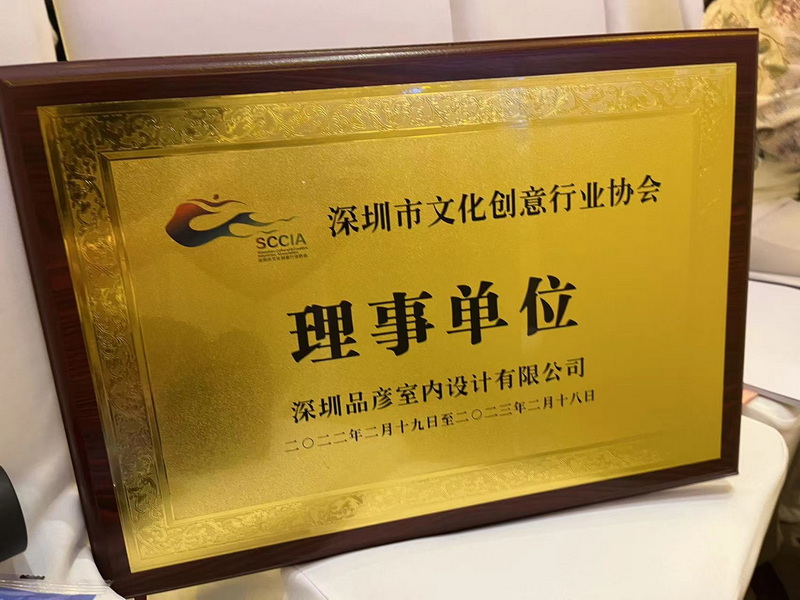 深圳市文化创意行业协会
SCCIA
理事单位
深圳品彦室内设计有限公司
二〇二二年二月十九日至二〇二三年二月十八日